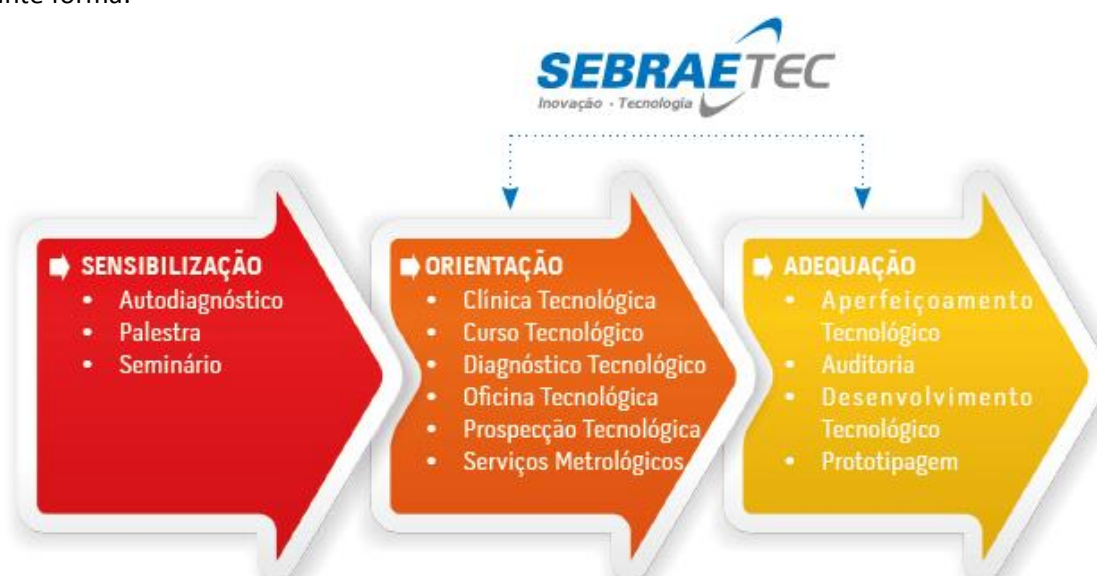 SEBRAETEC
Inovação - Tecnologia
SENSIBILIZAÇÃO
• Autodiagnóstico
• Palestra
• Seminário
ORIENTAÇÃO
• Clínica Tecnológica
• Curso Tecnológico
• Diagnóstico Tecnológico
• Oficina Tecnológica
• Prospecção Tecnológica
• Serviços Metrológicos
ADEQUAÇÃO
• Aperfeiçoamento
Tecnológico
• Auditoria
• Desenvolvimento
Tecnológico
• Prototipagem